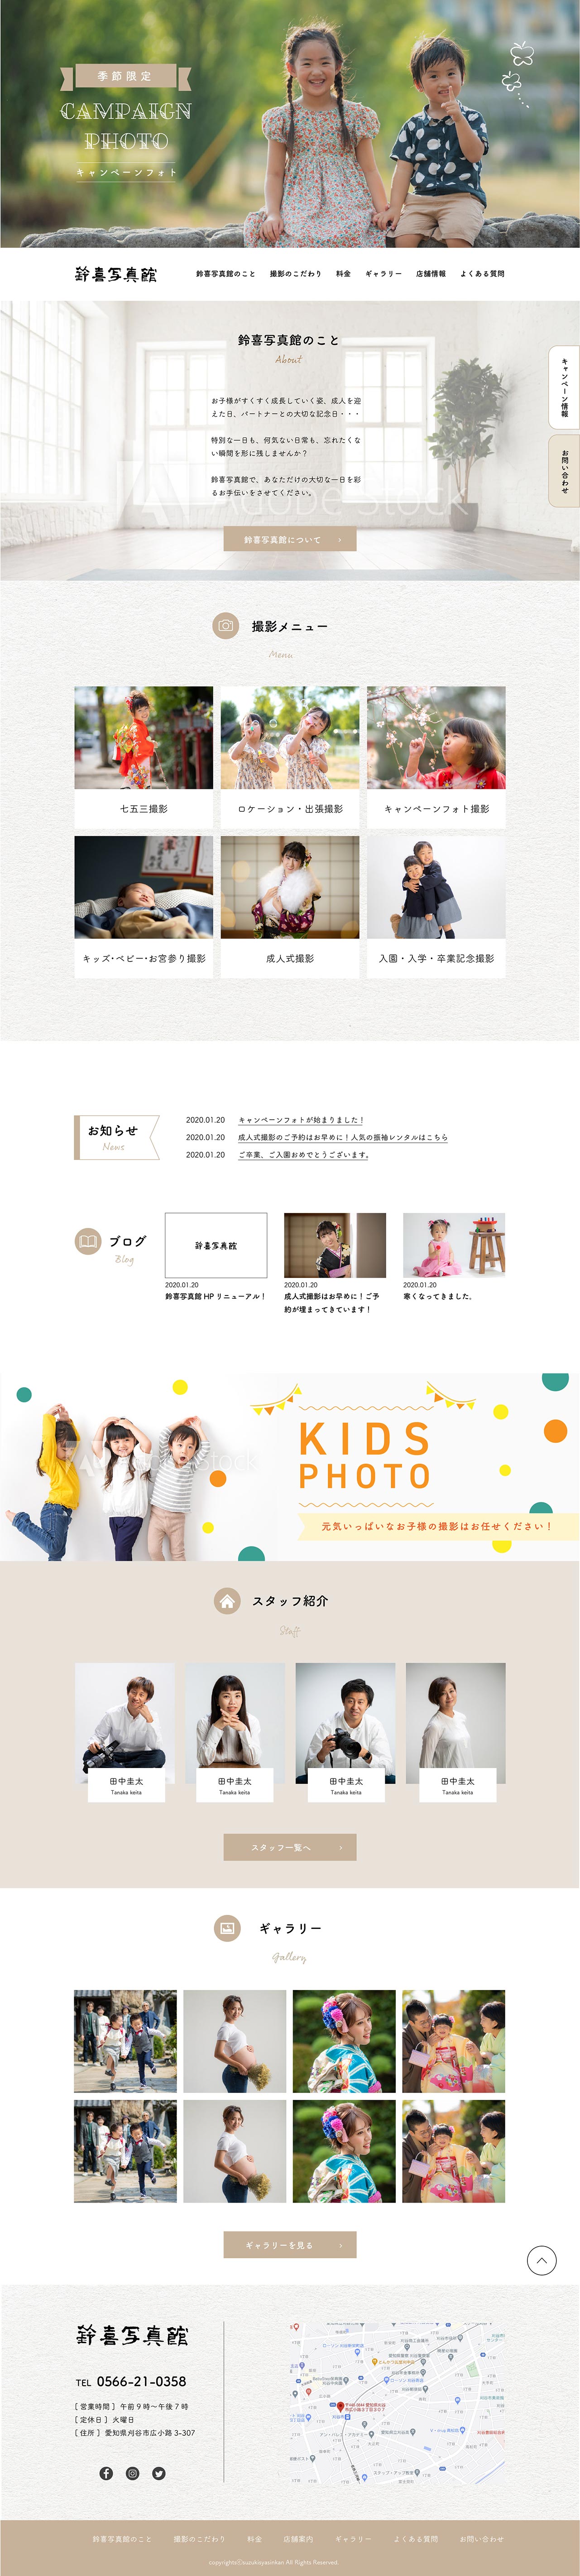 季節限定
CAMPAIGN
PHOTO
キャンペーンフォト
鈴喜写真館
鈴喜写真館のこと 撮影のこだわり 料金 ギャラリー 店舗情報 よくある質問
キャンペーン情報
お問い合わせ
鈴喜写真館のこと
About
お子様がすくすく成長していく姿、成人を迎
えた日、パートナーとの大切な記念日・・・
特別な一日も、何気ない日常も、忘れたくな
い瞬間を形に残しませんか？
鈴喜写真館で、あなただけの大切な一日を彩
るお手伝いをさせてください。
鈴喜写真館について
撮影メニュー
Menu
七五三撮影
ロケーション・出張撮影
キャンペーンフォト撮影
キッズ・ベビー・お宮参り撮影
成人式撮影
入園・入学・卒業記念撮影
お知らせ
News
2020.01.20 キャンペーンフォトが始まりました！
2020.01.20 成人式撮影のご予約はお早めに！人気の振袖レンタルはこちら
2020.01.20 ご卒業、ご入園おめでとうございます。
ブログ
Blog
鈴喜写真館
2020.01.20
鈴喜写真館 HP リニューアル！
2020.01.20
成人式撮影はお早めに！ご予
約が埋まってきています！
2020.01.20
寒くなってきました。
KIDS
PHOTO
元気いっぱいなお子様の撮影はお任せください！
スタッフ紹介
Staff
田中圭太
Tanaka keita
田中圭太
Tanaka keita
田中圭太
Tanaka keita
田中圭太
Tanaka keita
スタッフ一覧へ
ギャラリー
Gallery
ギャラリーを見る
鈴喜写真館
TEL 0566-21-0358
[ 営業時間 ] 午前９時〜午後７時
[ 定休日 ] 火曜日
[ 住所 ] 愛知県刈谷市広小路 3-307
鈴喜写真館のこと 撮影のこだわり 料金 店舗案内 ギャラリー よくある質問 お問い合わせ
copyrightⓒsuzukisyasinkan All Rights Reserved.